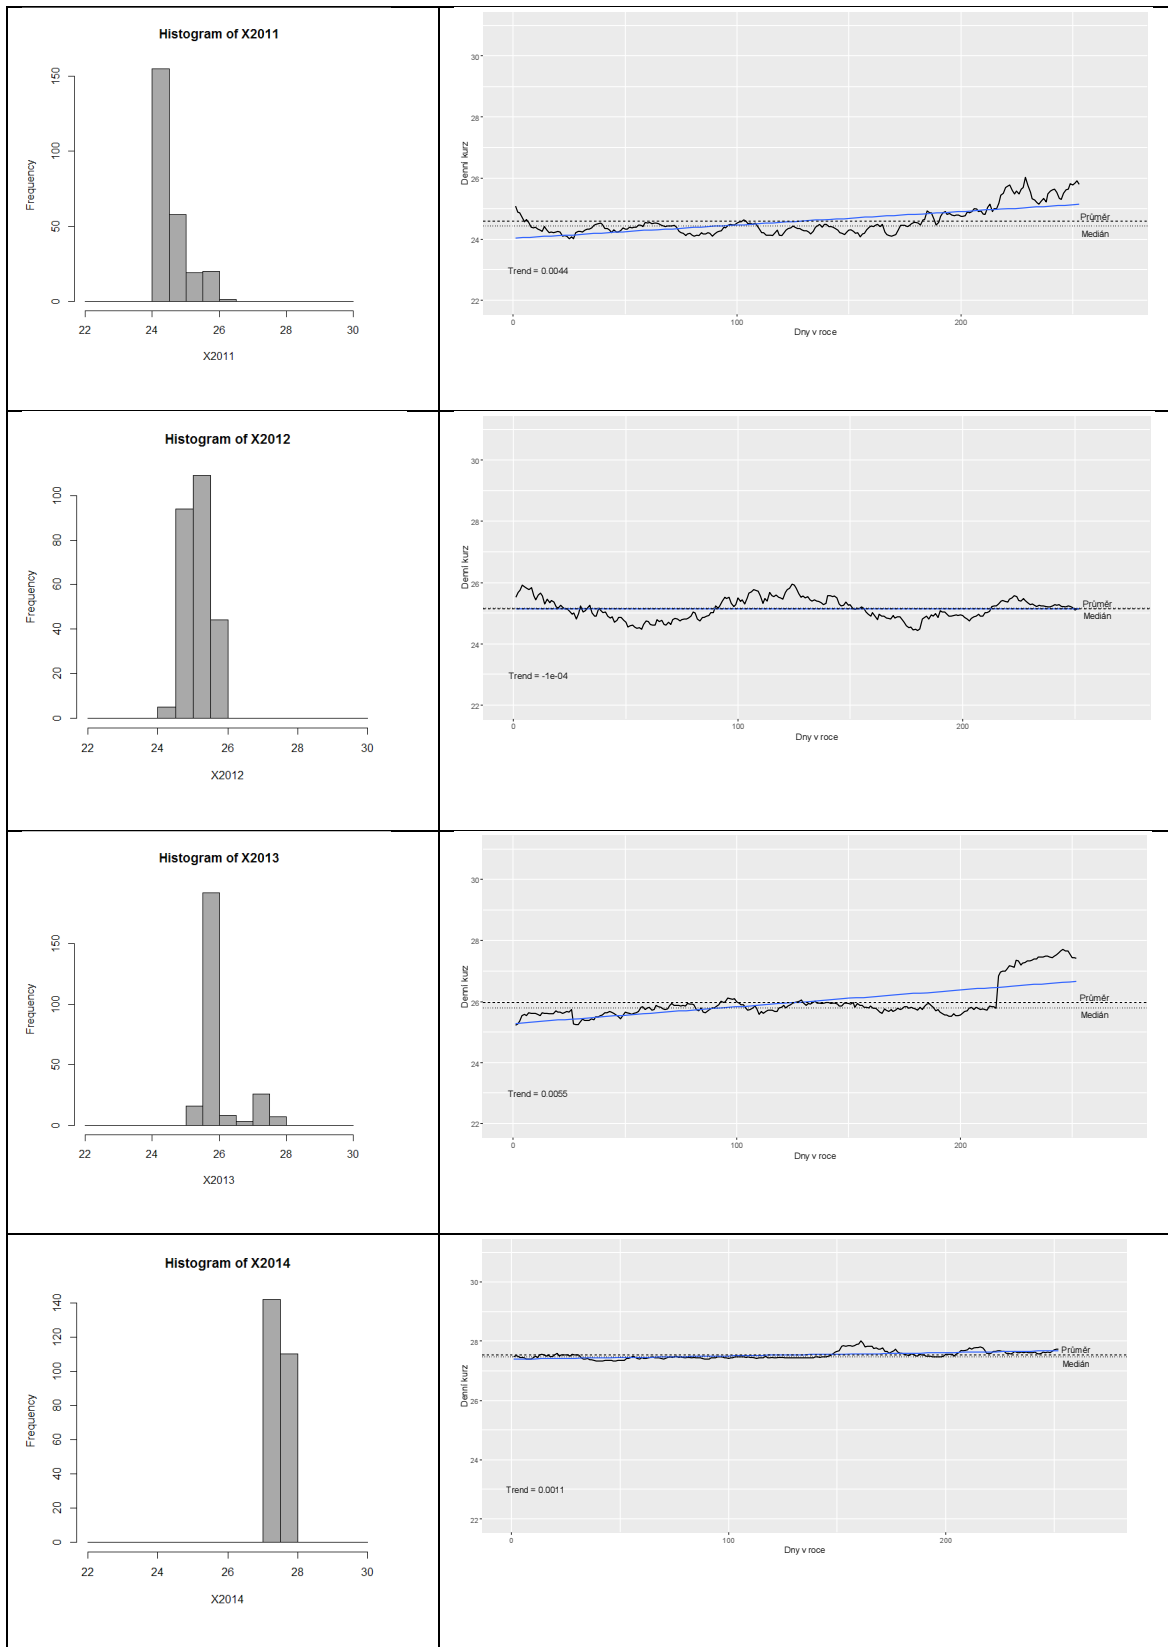 Histogram of X2011
Frequency
0
50
100
150
22
24
26
28
30
X2011
Denní kurz
30
28
26
24
22
Průměr
Medián
Trend = 0.0044
0
100
200
Dny v roce
Histogram of X2012
Frequency
0
20
40
60
80
100
22
24
26
28
30
X2012
Denní kurz
30
28
26
24
22
Průměr
Medián
Trend = -1e-04
0
100
200
Dny v roce
Histogram of X2013
Frequency
0
50
100
150
22
24
26
28
30
X2013
Denní kurz
30
28
26
24
22
Průměr
Medián
Trend = 0.0055
0
100
200
Dny v roce
Histogram of X2014
Frequency
0
20
40
60
80
100
120
140
22
24
26
28
30
X2014
Denní kurz
30
28
26
24
22
Průměr
Medián
Trend = 0.0011
0
100
200
Dny v roce